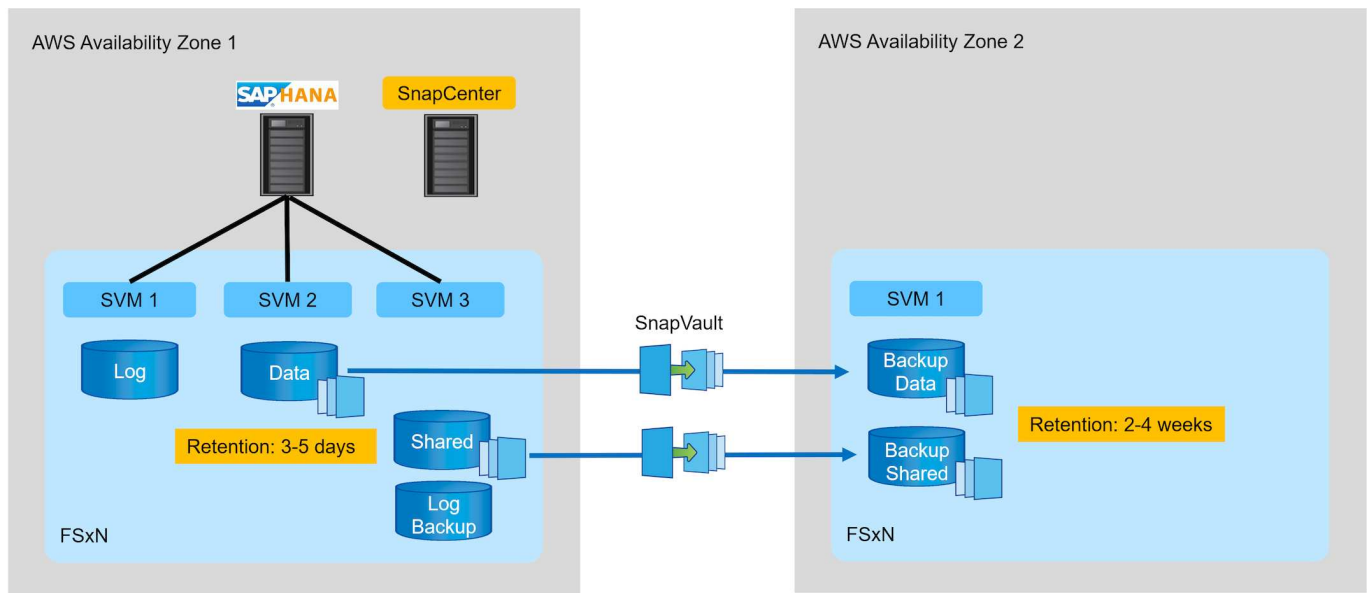 AWS Availability Zone 1
AWS Availability Zone 2
SAP HANA
SnapCenter
SVM 1
SVM 2
SVM 3
SnapVault
SVM 1
Log
Data
Backup
Data
Retention: 3-5 days
Shared
Retention: 2-4 weeks
Backup
Shared
Log
Backup
FSxN
FSxN